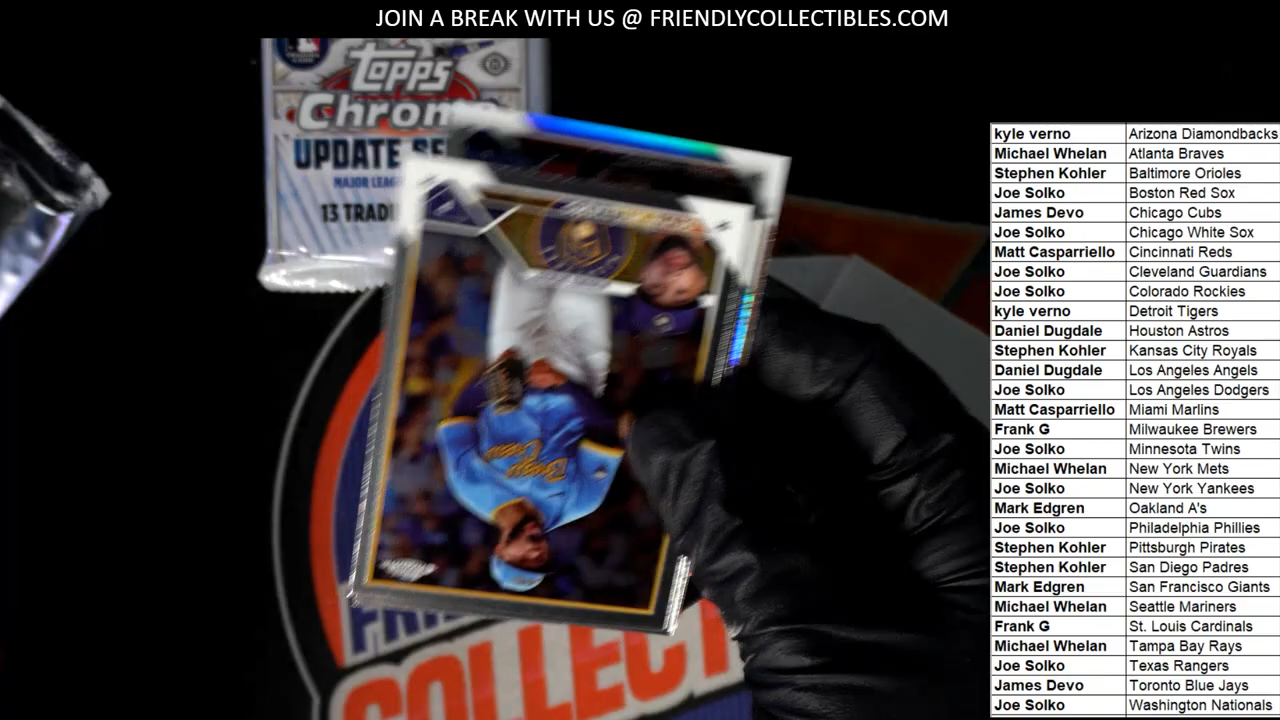 JOIN A BREAK WITH US @ FRIENDLYCOLLECTIBLES.COM
Topps
Chrom
UPDATE SE
MAJOR LEAG
13 TRADI
COLLECT
kyle verno Arizona Diamondbacks
Michael Whelan Atlanta Braves
Stephen Kohler Baltimore Orioles
Joe Solko Boston Red Sox
James Devo Chicago Cubs
Joe Solko Chicago White Sox
Matt Casparriello Cincinnati Reds
Joe Solko Cleveland Guardians
Joe Solko Colorado Rockies
kyle verno Detroit Tigers
Daniel Dugdale Houston Astros
Stephen Kohler Kansas City Royals
Daniel Dugdale Los Angeles Angels
Joe Solko Los Angeles Dodgers
Matt Casparriello Miami Marlins
Frank G Milwaukee Brewers
Joe Solko Minnesota Twins
Michael Whelan New York Mets
Joe Solko New York Yankees
Mark Edgren Oakland A's
Joe Solko Philadelphia Phillies
Stephen Kohler Pittsburgh Pirates
Stephen Kohler San Diego Padres
Mark Edgren San Francisco Giants
Michael Whelan Seattle Mariners
Frank G St. Louis Cardinals
Michael Whelan Tampa Bay Rays
Joe Solko Texas Rangers
James Devo Toronto Blue Jays
Joe Solko Washington Nationals